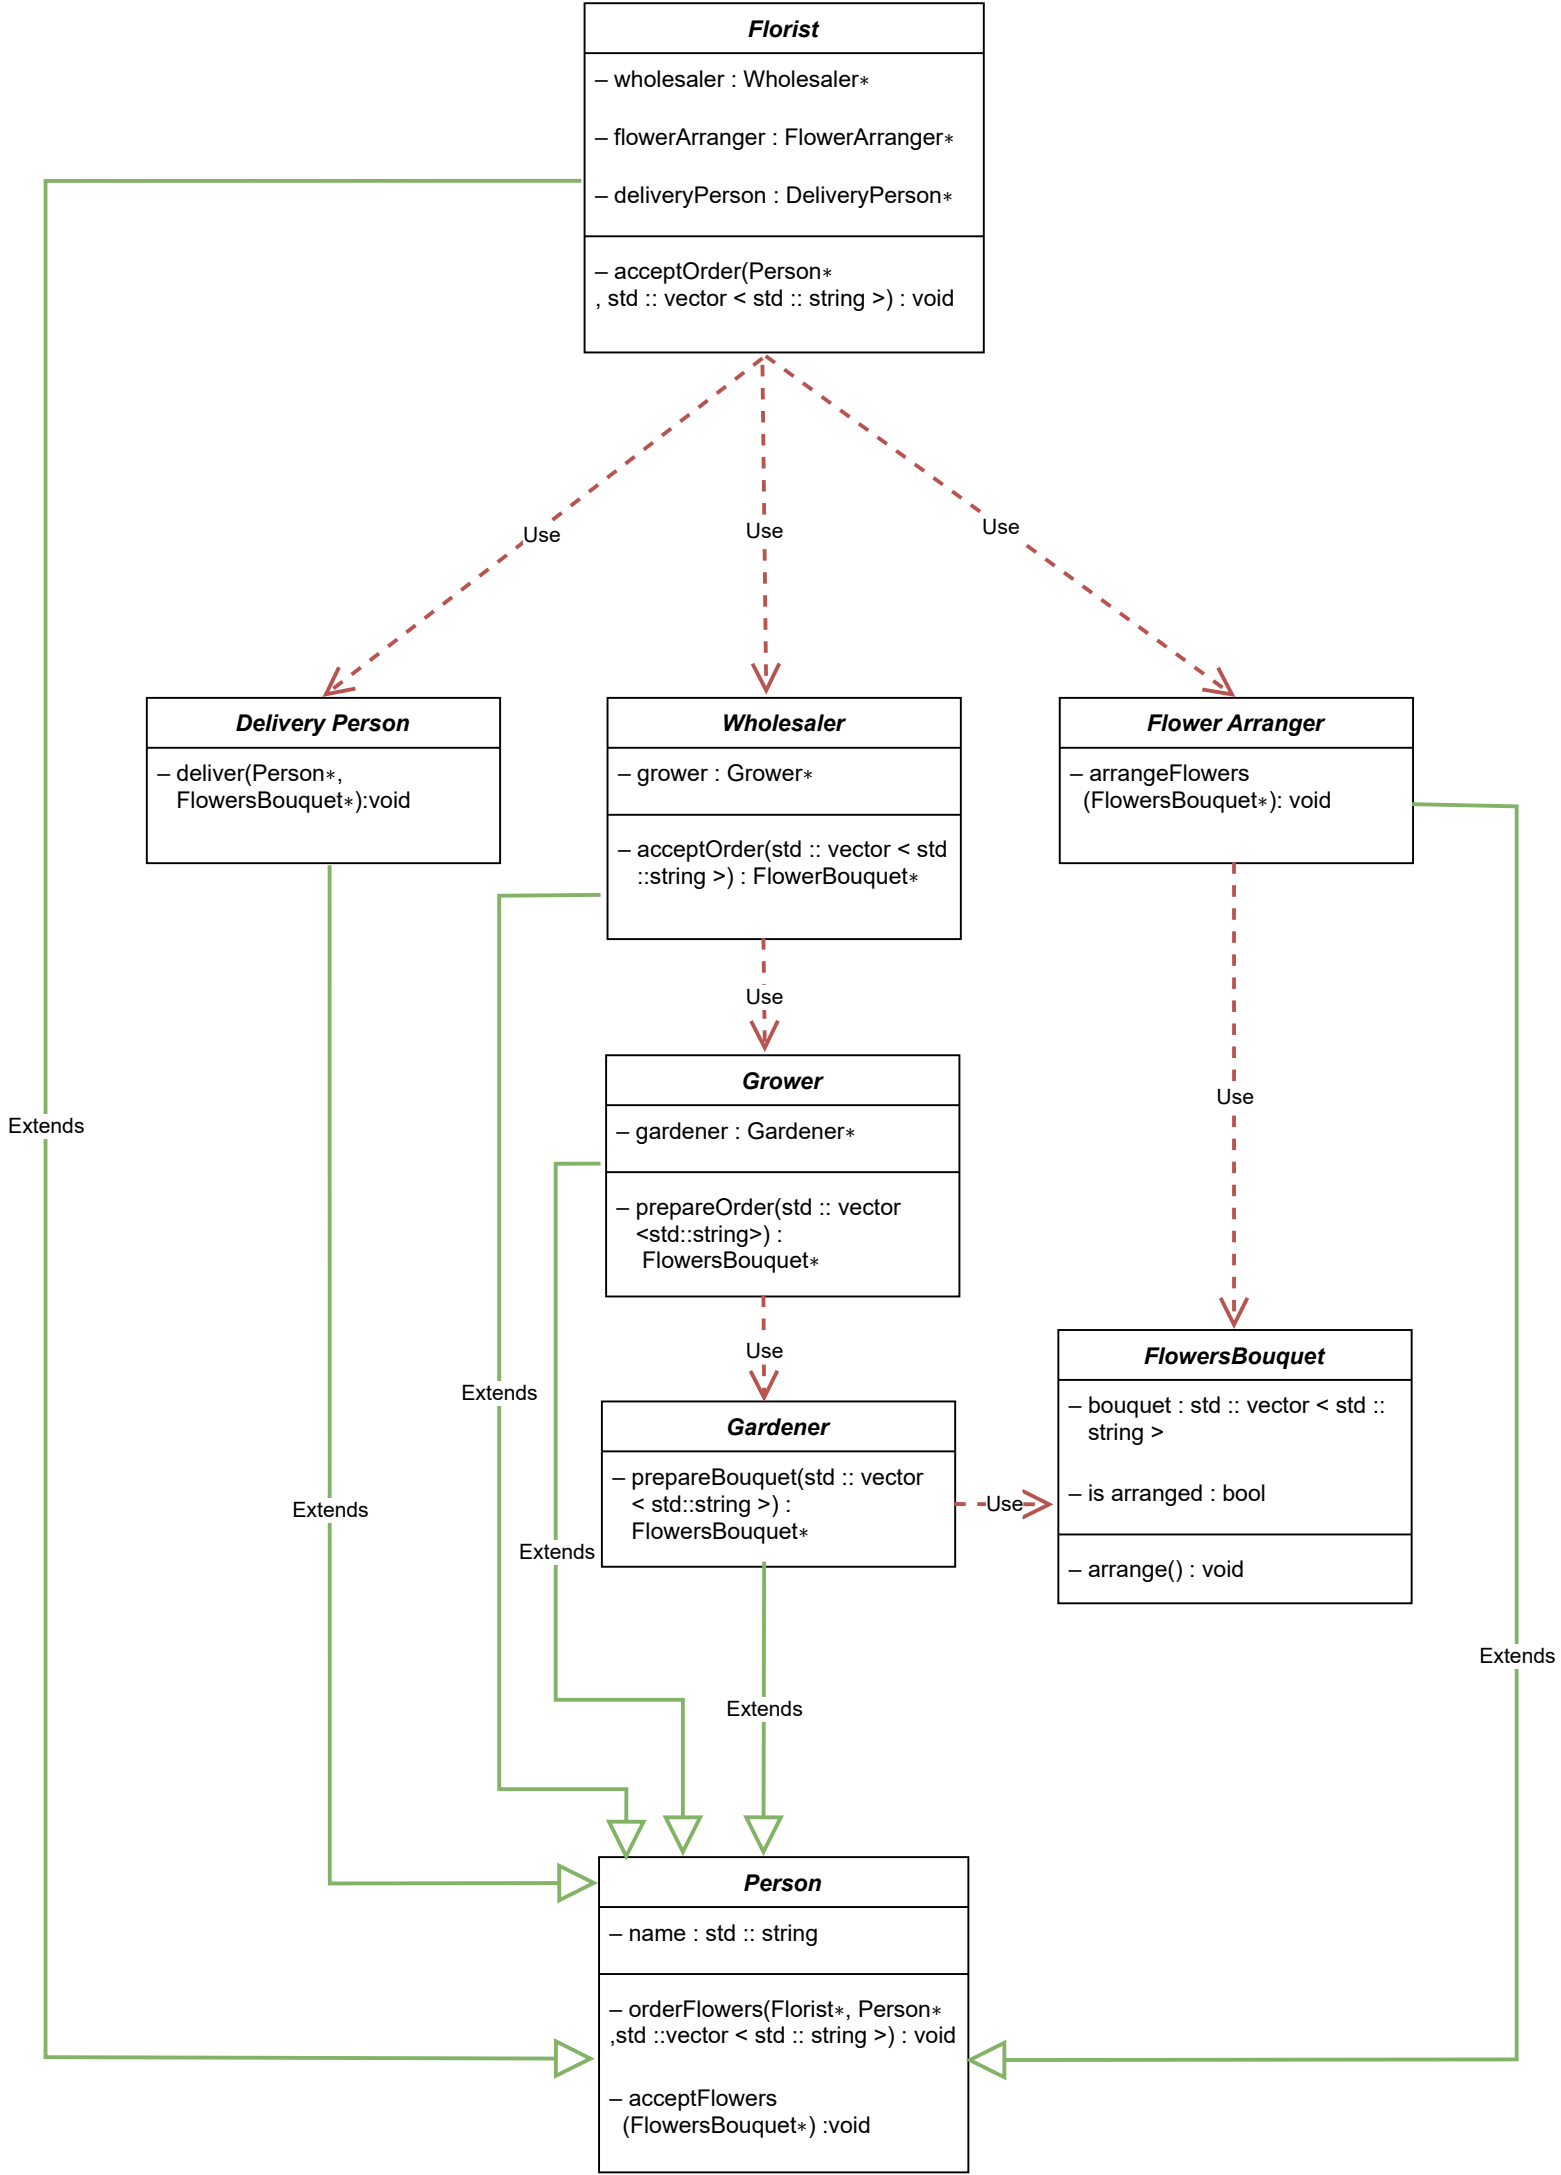 Florist
– wholesaler : Wholesaler*
– flowerArranger : FlowerArranger*
– deliveryPerson : DeliveryPerson*
– acceptOrder(Person*
, std :: vector < std :: string >) : void
Use
Use
Use
Delivery Person
– deliver(Person*,
FlowersBouquet*):void
Wholesaler
– grower : Grower*
– acceptOrder(std :: vector < std
::string >) : FlowerBouquet*
Flower Arranger
– arrangeFlowers
(FlowersBouquet*): void
Use
Grower
– gardener : Gardener*
– prepareOrder(std :: vector
<std::string>) :
FlowersBouquet*
Use
Extends
Use
Gardener
– prepareBouquet(std :: vector
< std::string >) :
FlowersBouquet*
Use
FlowersBouquet
– bouquet : std :: vector < std ::
string >
– is arranged : bool
– arrange() : void
Extends
Extends
Extends
Extends
Extends
Person
– name : std :: string
– orderFlowers(Florist*, Person*
,std ::vector < std :: string >) : void
– acceptFlowers
(FlowersBouquet*) :void